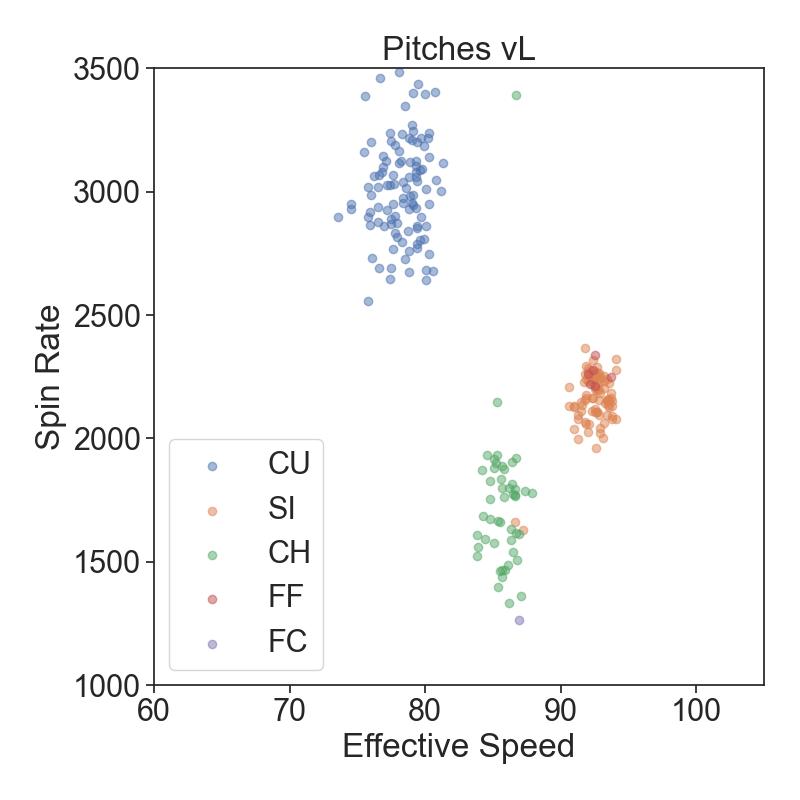 Pitches vL
3500
3000
2500
2000
1500
1000
Spin Rate
CU
SI
CH
FF
FC
60 70 80 90 100
Effective Speed